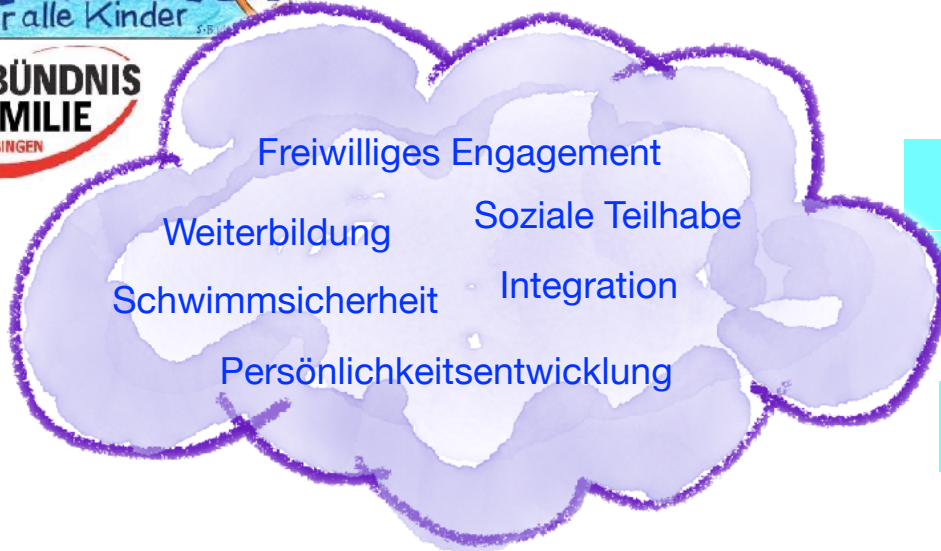 r alle Kinder
S.B.
BÜNDNIS
MILIE
INGEN
Freiwilliges Engagement
Soziale Teilhabe
Weiterbildung
Integration
Schwimmsicherheit
Persönlichkeitsentwicklung